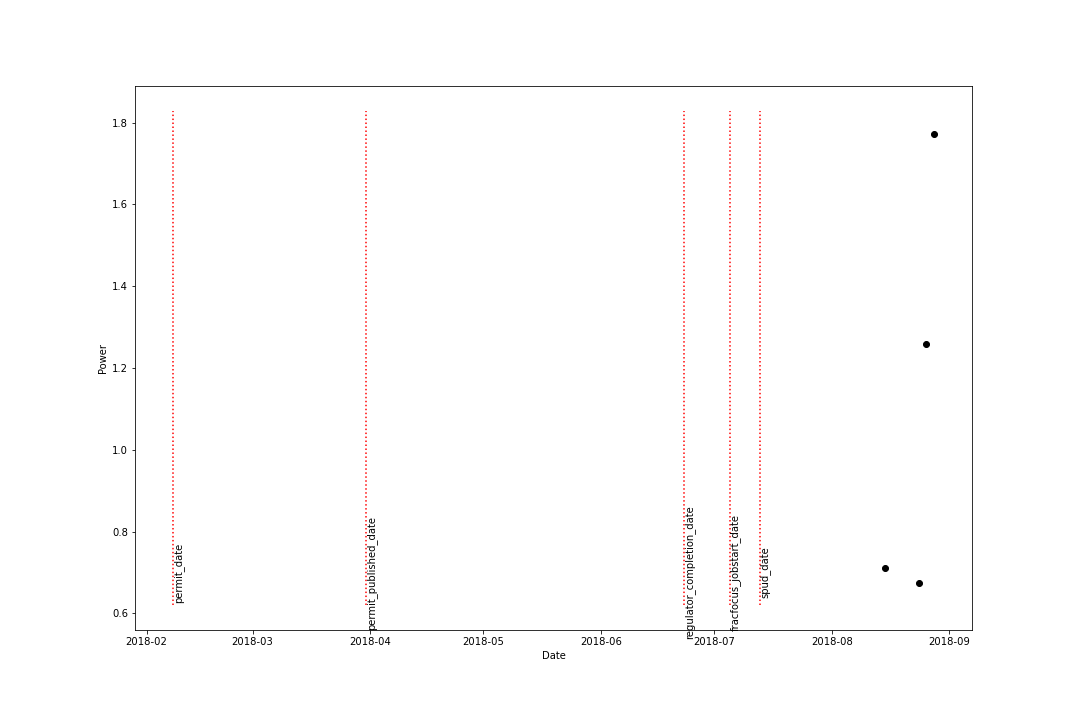 1.8
1.6
1.4
1.2
1.0
0.8
0.6
Power
permit_date
permit_published_date
regulator_completion_date
fracfocus_jobstart_date
spud_date
2018-02 2018-03 2018-04 2018-05 2018-06 2018-07 2018-08 2018-09
Date